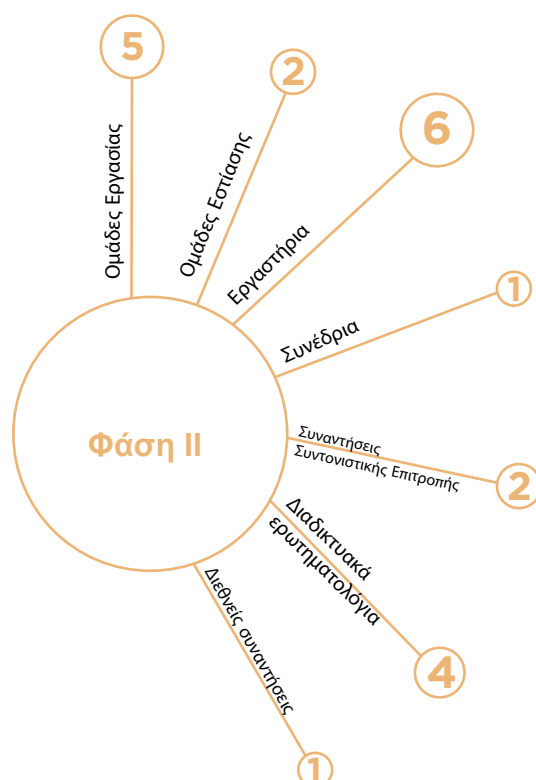 5
Ομάδες Εργασίας
2
Ομάδες Εστίασης
6
Εργαστήρια
1
Συνέδρια
Φάση II
Συναντήσεις
Συντονιστικής Επιτροπής
2
Διαδικτυακά
ερωτηματολόγια
4
Διεθνείς συναντήσεις
1